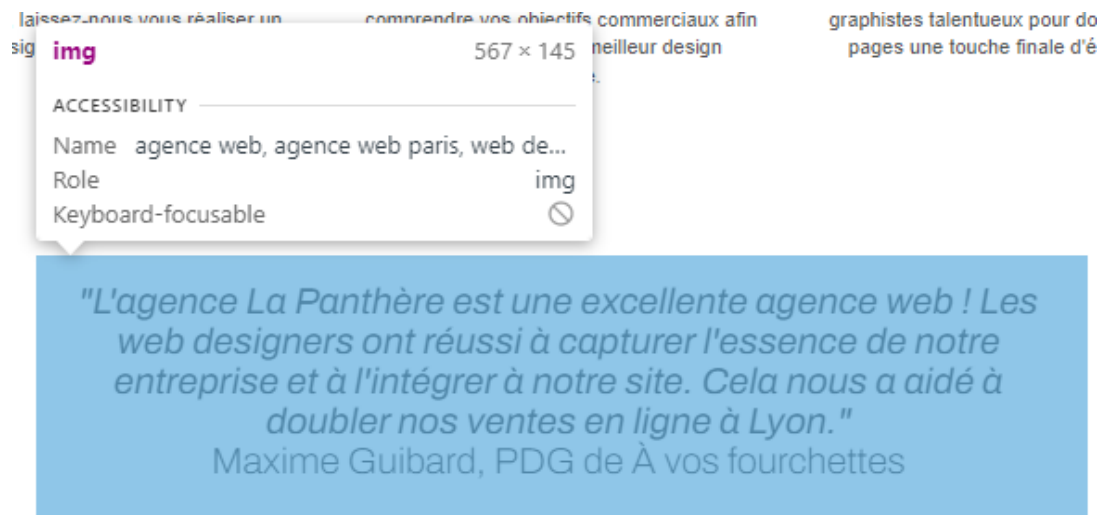 laissez-nous vous réaliser un comprendre vos objectifs commerciaux afin graphistes talentueux pour do
sig meilleur design pages une touche finale d'é
img 567 × 145
ACCESSIBILITY
Name agence web, agence web paris, web de...
Role img
Keyboard-focusable
"L'agence La Panthère est une excellente agence web ! Les
web designers ont réussi à capturer l'essence de notre
entreprise et à l'intégrer à notre site. Cela nous a aidé à
doubler nos ventes en ligne à Lyon."
Maxime Guibard, PDG de À vos fourchettes